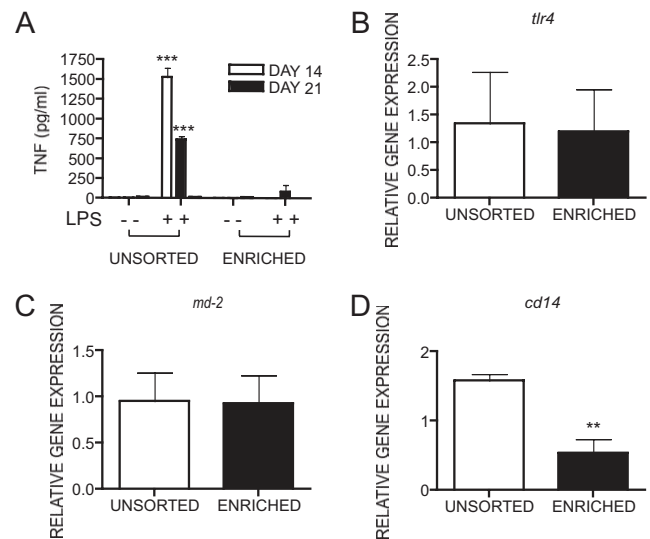 A
TNF (pg/ml)
1750
1500
1250
1000
750
500
250
0
***
***
DAY 14
DAY 21
LPS
- - + + - - + +
UNSORTED ENRICHED
B
tlr4
RELATIVE GENE EXPRESSION
2.5
2.0
1.5
1.0
0.5
0.0
UNSORTED ENRICHED
C
md-2
RELATIVE GENE EXPRESSION
1.5
1.0
0.5
0.0
UNSORTED ENRICHED
D
cd14
RELATIVE GENE EXPRESSION
2
1
0
**
UNSORTED ENRICHED